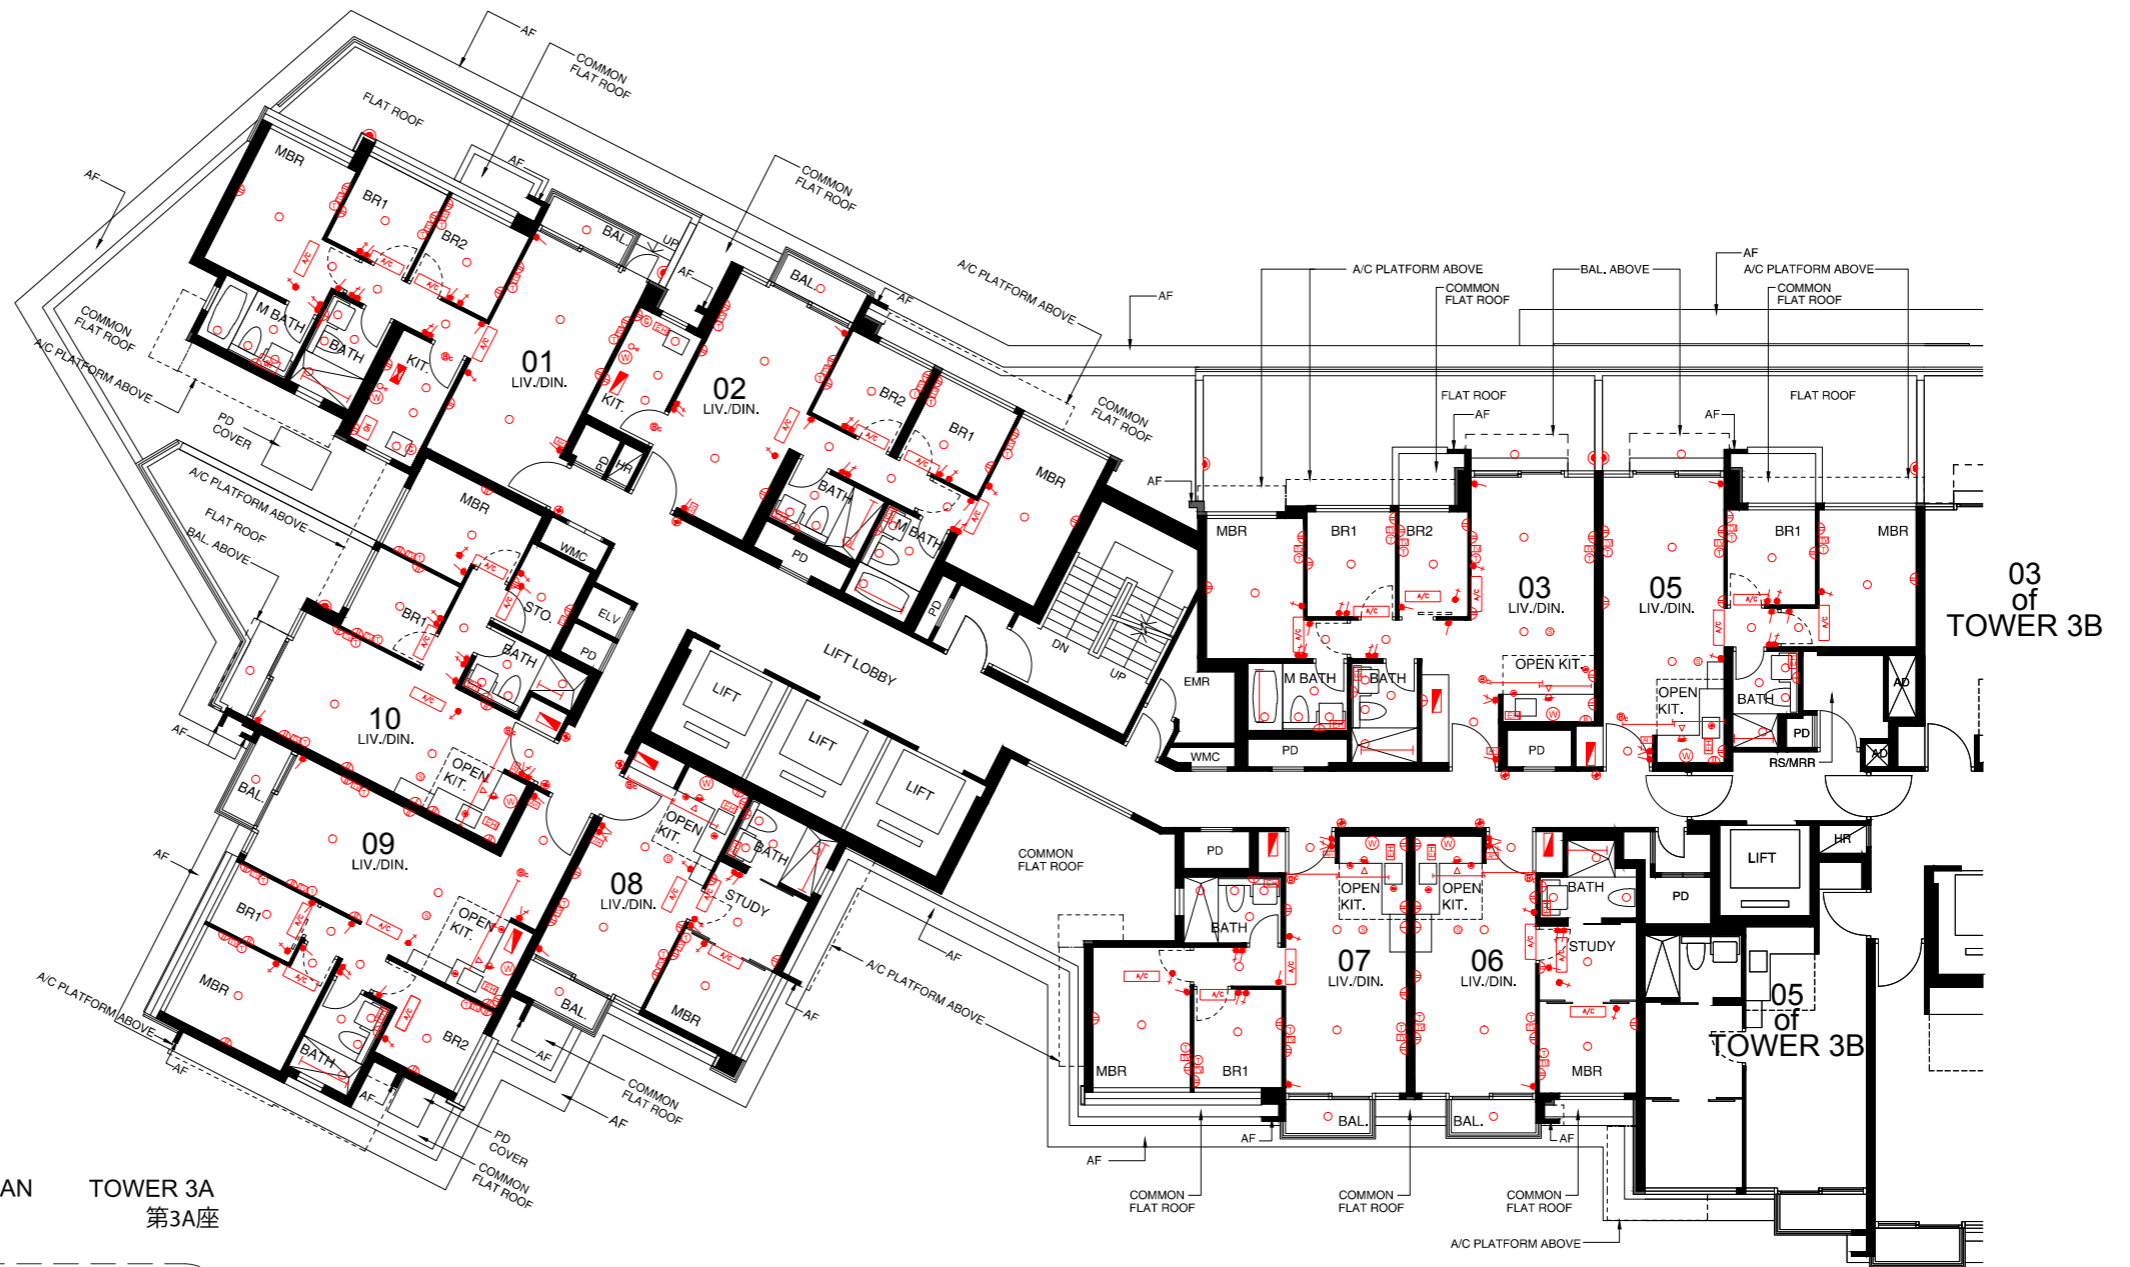 AF
COMMON
FLAT ROOF
FLAT ROOF
AF
MBR
BR1
BR2
AF
BAL.
UP
AF
COMMON
FLAT ROOF
BAL.
AF
A/C PLATFORM ABOVE
AF
COMMON
FLAT ROOF
A/C PLATFORM ABOVE
M BATH
BATH
KIT.
01
LIV./DIN.
KIT.
PD
HR
02
LIV./DIN.
BR2
BR1
MBR
COMMON
FLAT ROOF
BATH
M BATH
PD
PD
PD
COVER
A/C PLATFORM ABOVE
FLAT ROOF
BAL. ABOVE
MBR
BR1
WMC
STO.
ELV
PD
BATH
10
LIV./DIN.
OPEN
KIT.
AF
LIFT LOBBY
LIFT
LIFT
LIFT
DN
UP
EMR
WMC
A/C PLATFORM ABOVE
COMMON
FLAT ROOF
BAL. ABOVE
AF
A/C PLATFORM ABOVE
COMMON
FLAT ROOF
FLAT ROOF
AF
AF
FLAT ROOF
AF
MBR
BR1
BR2
03
LIV./DIN.
OPEN KIT.
M BATH
BATH
PD
PD
05
LIV./DIN.
OPEN
KIT.
BR1
MBR
BATH
PD
AD
AD
RS/MRR
03
of
TOWER 3B
BAL.
AF
09
LIV./DIN.
BR1
MBR
OPEN
KIT.
BATH
BR2
A/C PLATFORM ABOVE
AF
AF
PD
COVER
COMMON
FLAT ROOF
08
LIV./DIN.
OPEN
KIT.
BATH
STUDY
MBR
BAL.
AF
COMMON
FLAT ROOF
AF
AF
A/C PLATFORM ABOVE
AF
COMMON
FLAT ROOF
PD
BATH
MBR
BR1
07
LIV./DIN.
OPEN
KIT.
BAL.
06
LIV./DIN.
OPEN
KIT.
BAL.
BATH
STUDY
MBR
PD
LIFT
HR
05
of
TOWER 3B
AF
AF
AF
COMMON
FLAT ROOF
COMMON
FLAT ROOF
COMMON
FLAT ROOF
A/C PLATFORM ABOVE
AN TOWER 3A
第3A座